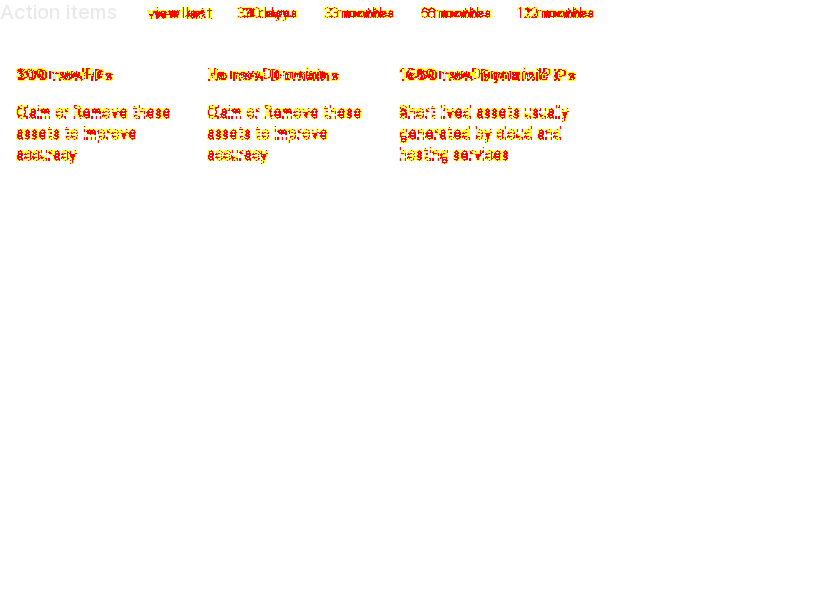 Action items view last 30 days 3 months 6 months 12 months
new IPs
No new Domains
new Dynamic IPs
Claim or Remove these
assets to improve
accuracy
Claim or Remove these
assets to improve
accuracy
Short lived assets usually
generated by cloud and
hosting services